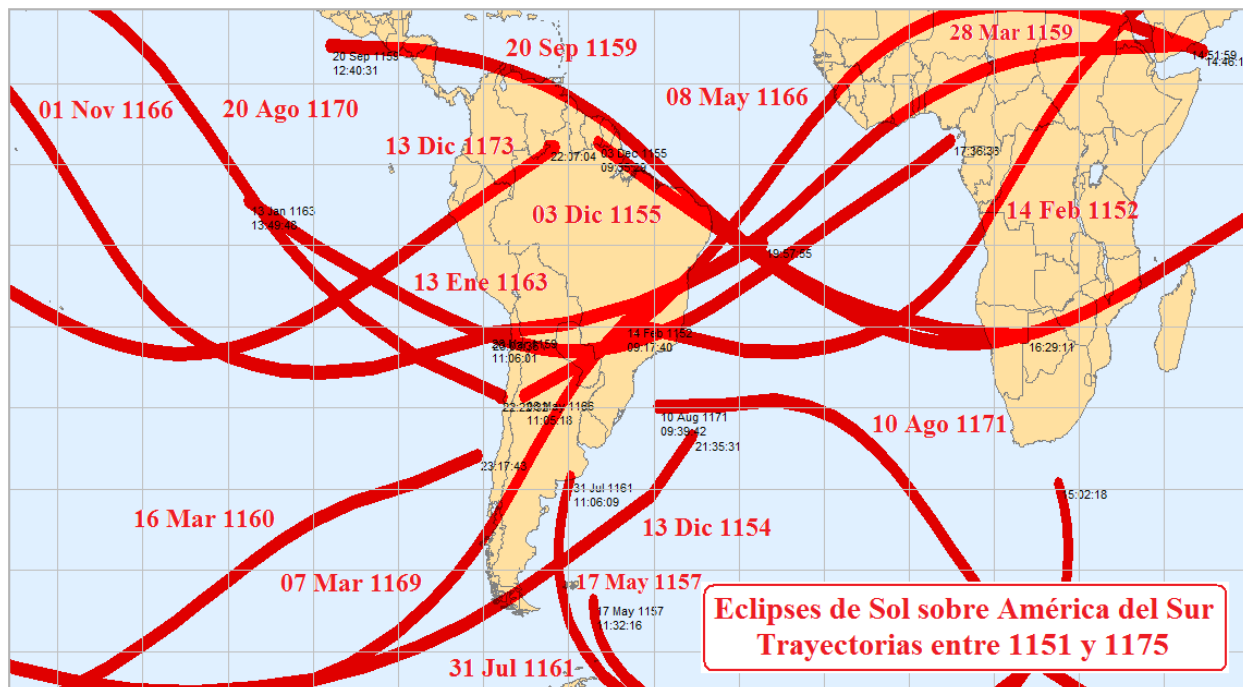 20 Sep 1159
28 Mar 1159
20 Sep 1159
12:40:31
14:51:59
14:46:1
01 Nov 1166
20 Ago 1170
08 May 1166
13 Dic 1173
22:07:04
03 Dec 1155
17:36:33
13 Jan 1163
13:49:48
03 Dic 1155
14 Feb 1152
19:57:55
13 Ene 1163
14 Feb 1152
09:17:40
11:06:01
16:29:11
11:05:18
10 Aug 1171
09:39:42
21:35:31
10 Ago 1171
23:17:43
31 Jul 1161
11:06:09
5:02:18
16 Mar 1160
13 Dic 1154
07 Mar 1169
17 May 1157
17 May 1157
11:32:16
31 Jul 1161
Eclipses de Sol sobre América del Sur
Trayectorias entre 1151 y 1175